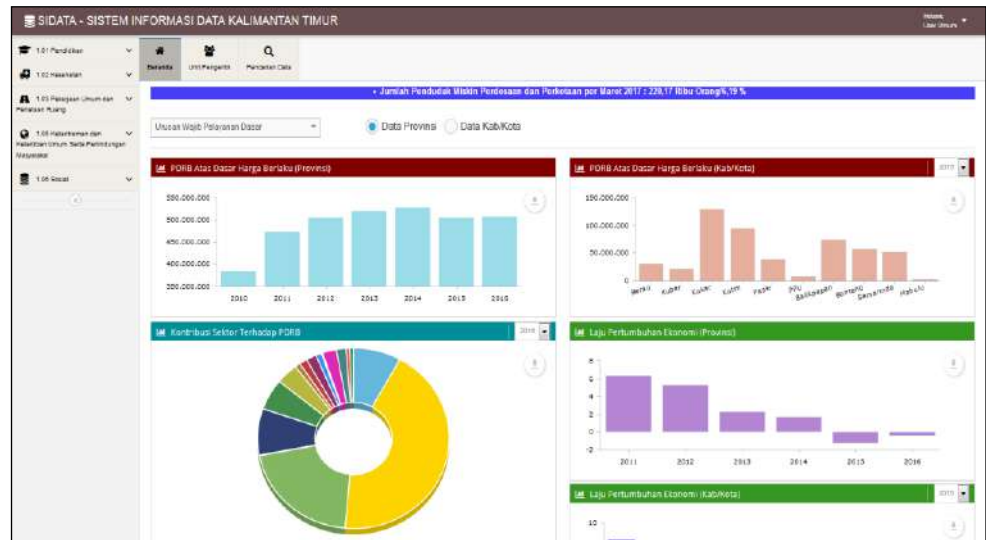 SIDATA - SISTEM INFORMASI DATA KALIMANTAN TIMUR
User Umum
1.01 Pendidikan
1.02 Kesehatan
1.03 Pekerjaan Umum dan
Penataan Ruang
1.05 Ketentraman dan
Ketertiban Umum Serta Perlindungan
Masyarakat
1.06 Sosial
Beranda
Unit Pengentri
Pencarian Data
• Jumlah Penduduk Miskin Perdesaan dan Perkotaan per Maret 2017 : 220,17 Ribu Orang/6,19 %
Urusan Wajib Pelayanan Dasar
Data Provinsi
Data Kab/Kota
PDRB Atas Dasar Harga Berlaku (Provinsi)
550.000.000
500.000.000
450.000.000
400.000.000
350.000.000
2010 2011 2012 2013 2014 2015 2016
PDRB Atas Dasar Harga Berlaku (Kab/Kota)
150.000.000
100.000.000
50.000.000
0
Berau Kubar Kukar Kutim Paser PPU Balikpapan Bontang Samarinda Mahulu
Kontribusi Sektor Terhadap PDRB
2016
Laju Pertumbuhan Ekonomi (Provinsi)
8
6
4
2
0
-2
2011 2012 2013 2014 2015 2016
Laju Pertumbuhan Ekonomi (Kab/Kota)
10